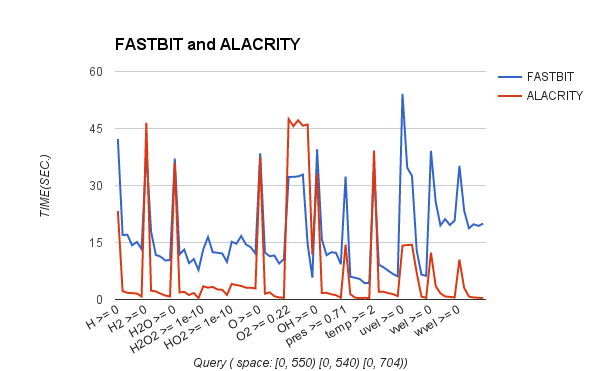 FASTBIT and ALACRITY
60
45
30
15
0
TIME(SEC.)
FASTBIT
ALACRITY
H >= 0
H2 >= 0
H2O >= 0
H2O2 >= 1e-10
HO2 >= 1e-10
O >= 0
O2 >= 0.22
OH >= 0
pres >= 0.71
temp >= 2
uvel >= 0
vvel >= 0
wvel >= 0
Query ( space: [0, 550) [0, 540) [0, 704))